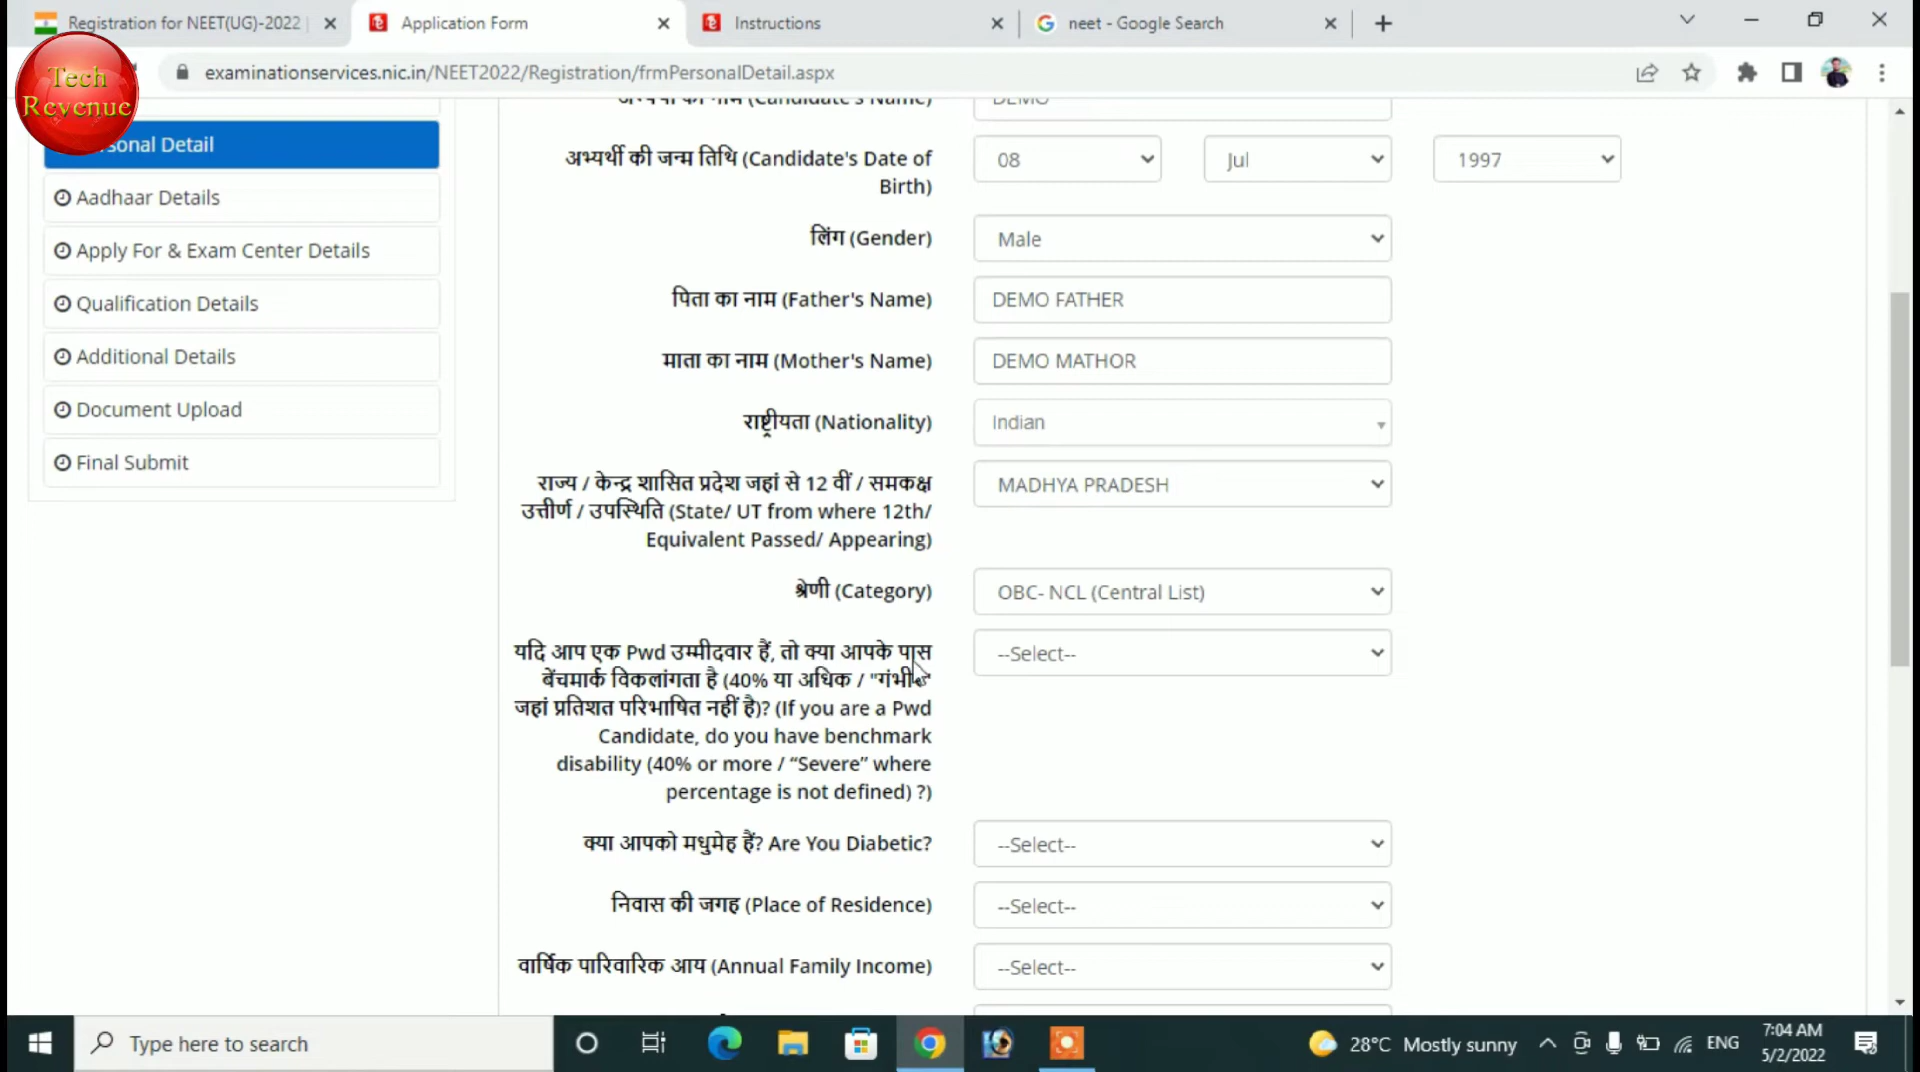 Registration for NEET(UG)-2022 |
Application Form
Instructions
neet - Google Search
Tech
Revenue
examinationservices.nic.in/NEET2022/Registration/frmPersonalDetail.aspx
sonal Detail
Aadhaar Details
Apply For & Exam Center Details
Qualification Details
Additional Details
Document Upload
Final Submit
अभ्यर्थी का नाम (Candidate's Name)
DEMO
अभ्यर्थी की जन्म तिथि (Candidate's Date of
Birth)
08
Jul
1997
लिंग (Gender)
Male
पिता का नाम (Father's Name)
DEMO FATHER
माता का नाम (Mother's Name)
DEMO MATHOR
राष्ट्रीयता (Nationality)
Indian
राज्य / केन्द्र शासित प्रदेश जहां से 12 वीं / समकक्ष
उत्तीर्ण / उपस्थिति (State/ UT from where 12th/
Equivalent Passed/ Appearing)
MADHYA PRADESH
श्रेणी (Category)
OBC- NCL (Central List)
यदि आप एक Pwd उम्मीदवार हैं, तो क्या आपके पास
बेंचमार्क विकलांगता है (40% या अधिक /
जहां प्रतिशत परिभाषित नहीं है)? (If you are a Pwd
Candidate, do you have benchmark
disability (40% or more / “Severe” where
percentage is not defined) ?)
--Select--
क्या आपको मधुमेह हैं? Are You Diabetic?
--Select--
निवास की जगह (Place of Residence)
--Select--
वार्षिक पारिवारिक आय (Annual Family Income)
--Select--
Type here to search
28°C Mostly sunny
ENG
7:04 AM
5/2/2022